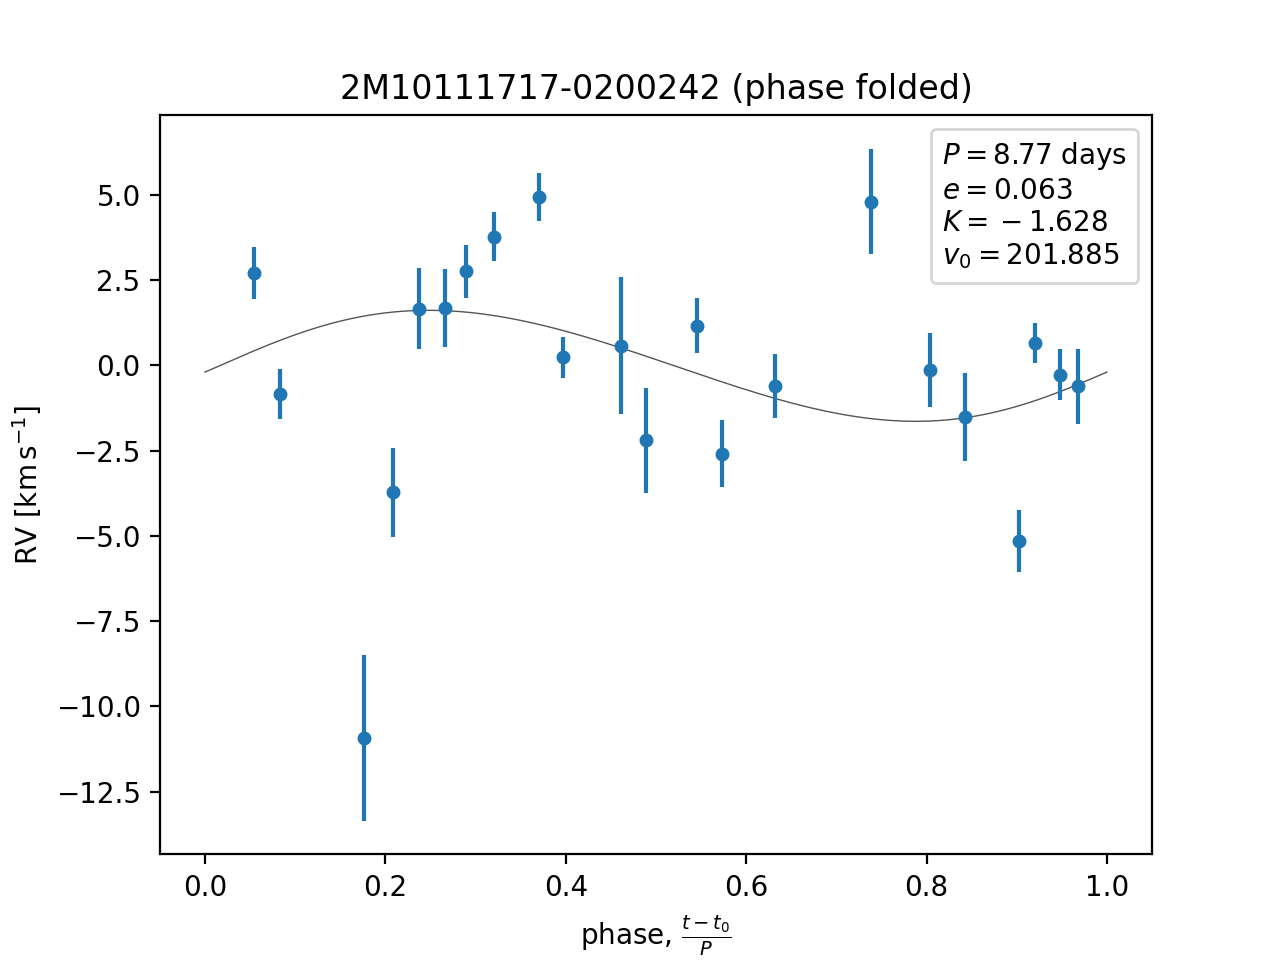 2M10111717-0200242 (phase folded)
P = 8.77 days
e = 0.063
K = −1.628
v₀ = 201.885
RV [km s⁻¹]
5.0
2.5
0.0
−2.5
−5.0
−7.5
−10.0
−12.5
0.0 0.2 0.4 0.6 0.8 1.0
phase, (t − t₀)/P